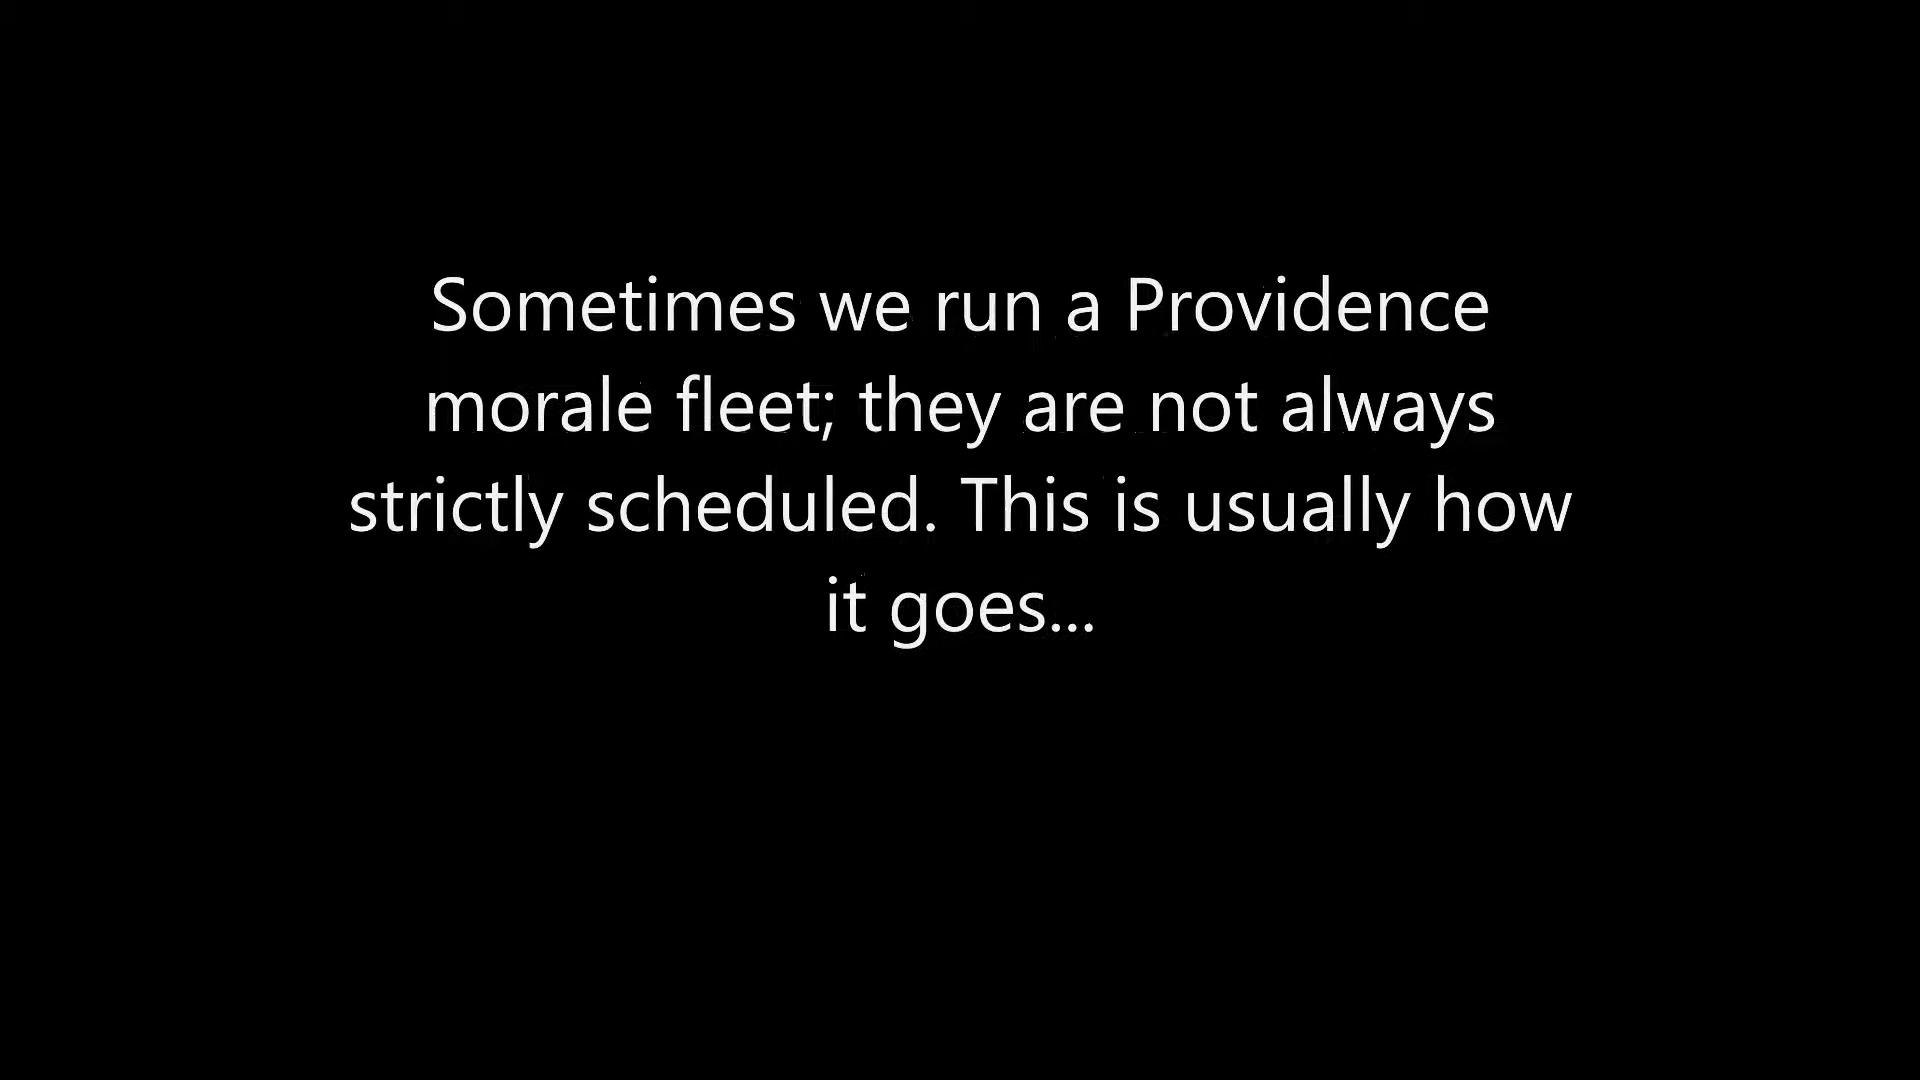 Sometimes we run a Providence
morale fleet; they are not always
strictly scheduled. This is usually how
it goes...